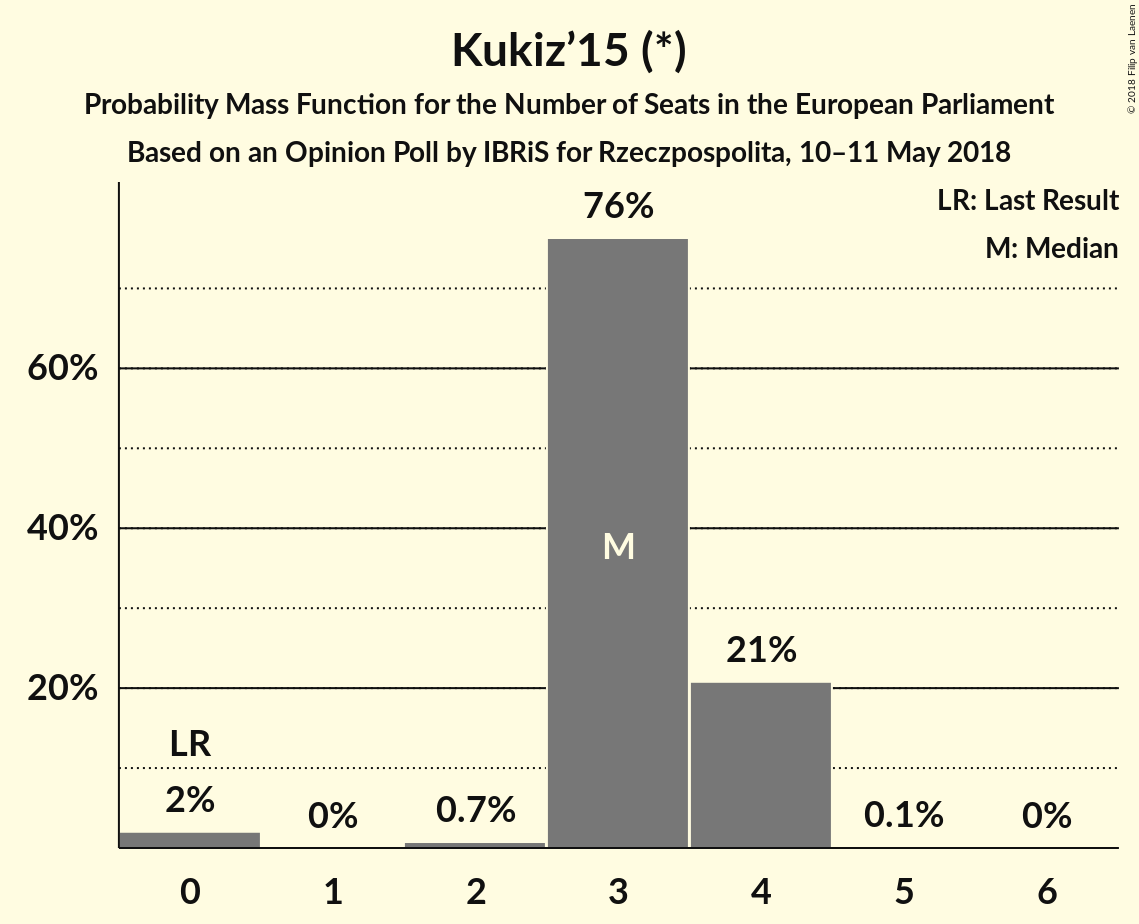 Kukiz’15 (*)
Probability Mass Function for the Number of Seats in the European Parliament
Based on an Opinion Poll by IBRiS for Rzeczpospolita, 10–11 May 2018
© 2018 Filip van Laenen
LR: Last Result
M: Median
76%
60%
40%
M
21%
20%
LR
2%
0%
0.7%
0.1%
0%
0 1 2 3 4 5 6